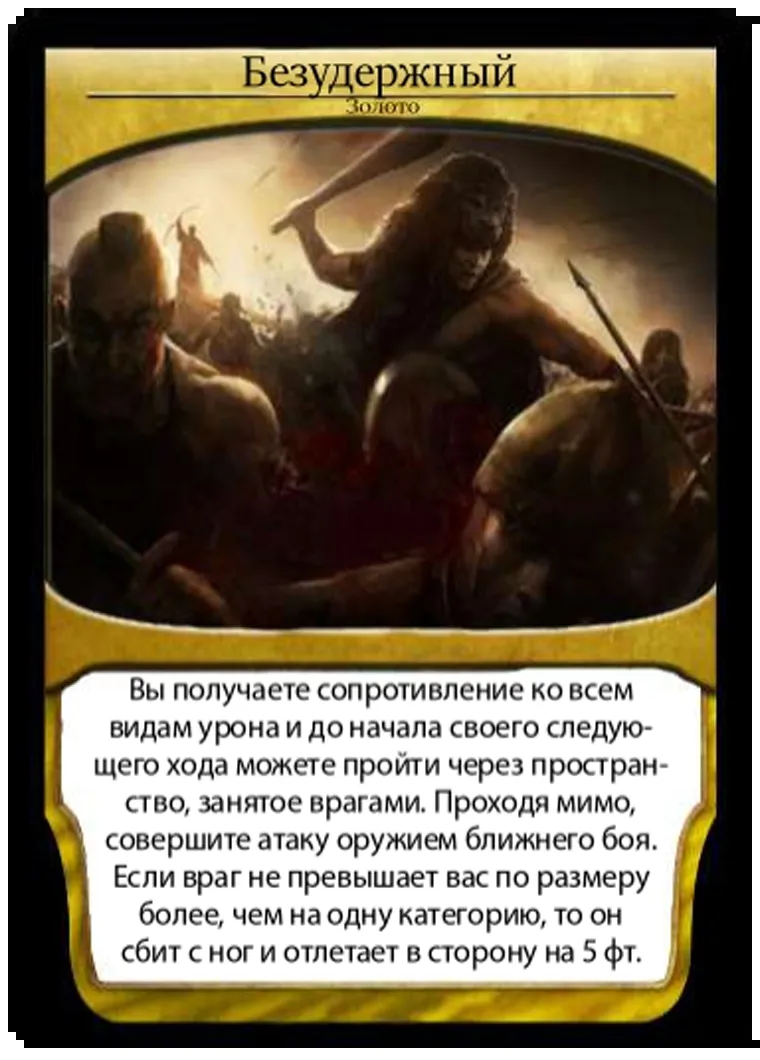 Безудержный
Золото
Вы получаете сопротивление ко всем
видам урона и до начала своего следую-
щего хода можете пройти через простран-
ство, занятое врагами. Проходя мимо,
совершите атаку оружием ближнего боя.
Если враг не превышает вас по размеру
более, чем на одну категорию, то он
сбит с ног и отлетает в сторону на 5 фт.